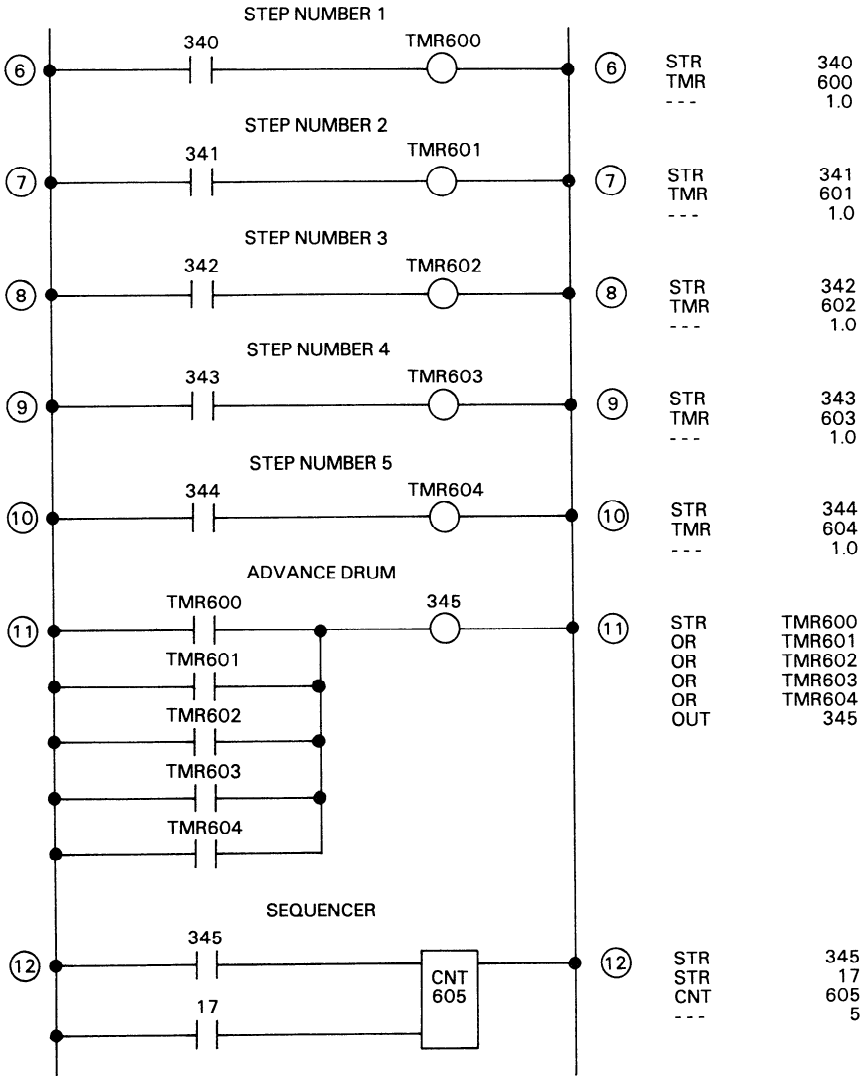 STEP NUMBER 1
340 TMR600
6 6 STR 340
TMR 600
--- 1.0
STEP NUMBER 2
341 TMR601
7 7 STR 341
TMR 601
--- 1.0
STEP NUMBER 3
342 TMR602
8 8 STR 342
TMR 602
--- 1.0
STEP NUMBER 4
343 TMR603
9 9 STR 343
TMR 603
--- 1.0
STEP NUMBER 5
344 TMR604
10 10 STR 344
TMR 604
--- 1.0
ADVANCE DRUM
TMR600 345
11 11 STR TMR600
OR TMR601
OR TMR602
OR TMR603
OR TMR604
OUT 345
TMR601
TMR602
TMR603
TMR604
SEQUENCER
345
12 12 STR 345
STR 17
CNT 605
--- 5
CNT
605
17